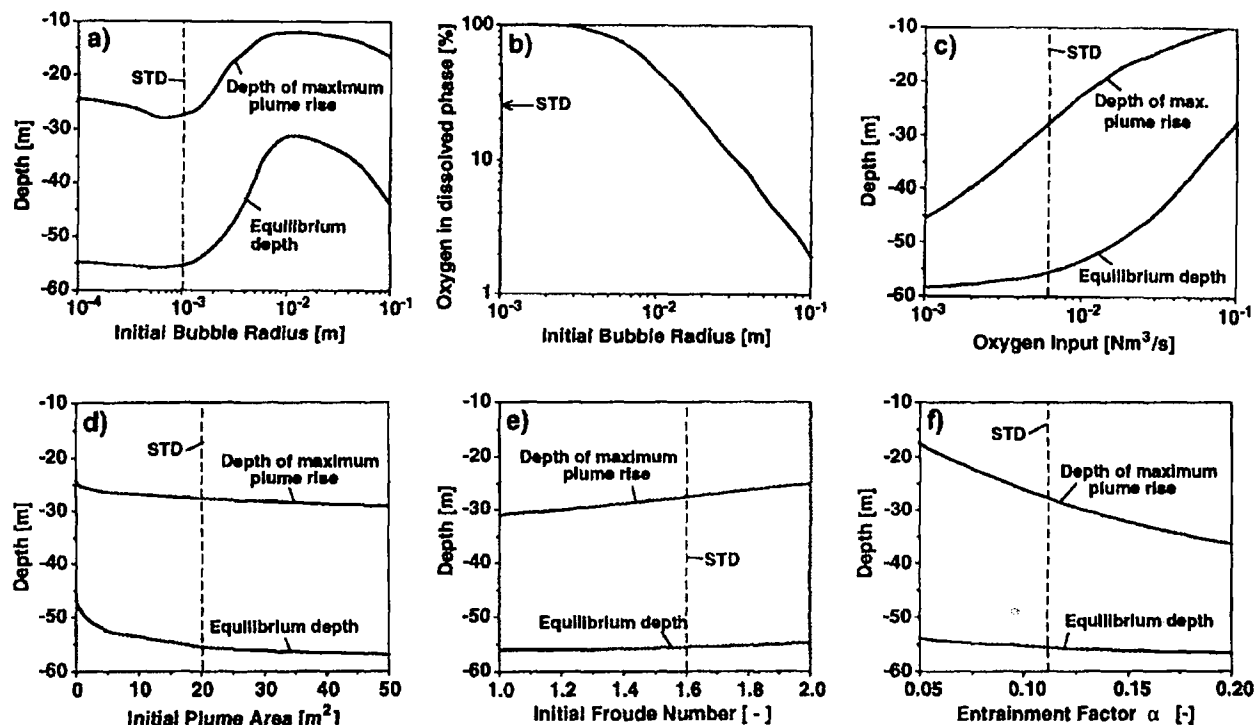 a)
-10
-20
-30
-40
-50
-60
Depth [m]
STD
Depth of maximum
plume rise
Equilibrium
depth
10-4
10-3
10-2
10-1
Initial Bubble Radius [m]
b)
100
10
1
Oxygen in dissolved phase [%]
STD
10-3
10-2
10-1
Initial Bubble Radius [m]
c)
-10
-20
-30
-40
-50
-60
Depth [m]
STD
Depth of max.
plume rise
Equilibrium depth
10-3
10-2
10-1
Oxygen Input [Nm3/s]
d)
-10
-20
-30
-40
-50
-60
Depth [m]
STD
Depth of maximum
plume rise
Equilibrium depth
0
10
20
30
40
50
Initial Plume Area [m2]
e)
-10
-20
-30
-40
-50
-60
Depth [m]
Depth of maximum
plume rise
STD
Equilibrium depth
1.0
1.2
1.4
1.6
1.8
2.0
Initial Froude Number [ - ]
f)
-10
-20
-30
-40
-50
-60
Depth [m]
STD
Depth of maximum
plume rise
Equilibrium depth
0.05
0.10
0.15
0.20
Entrainment Factor α [-]